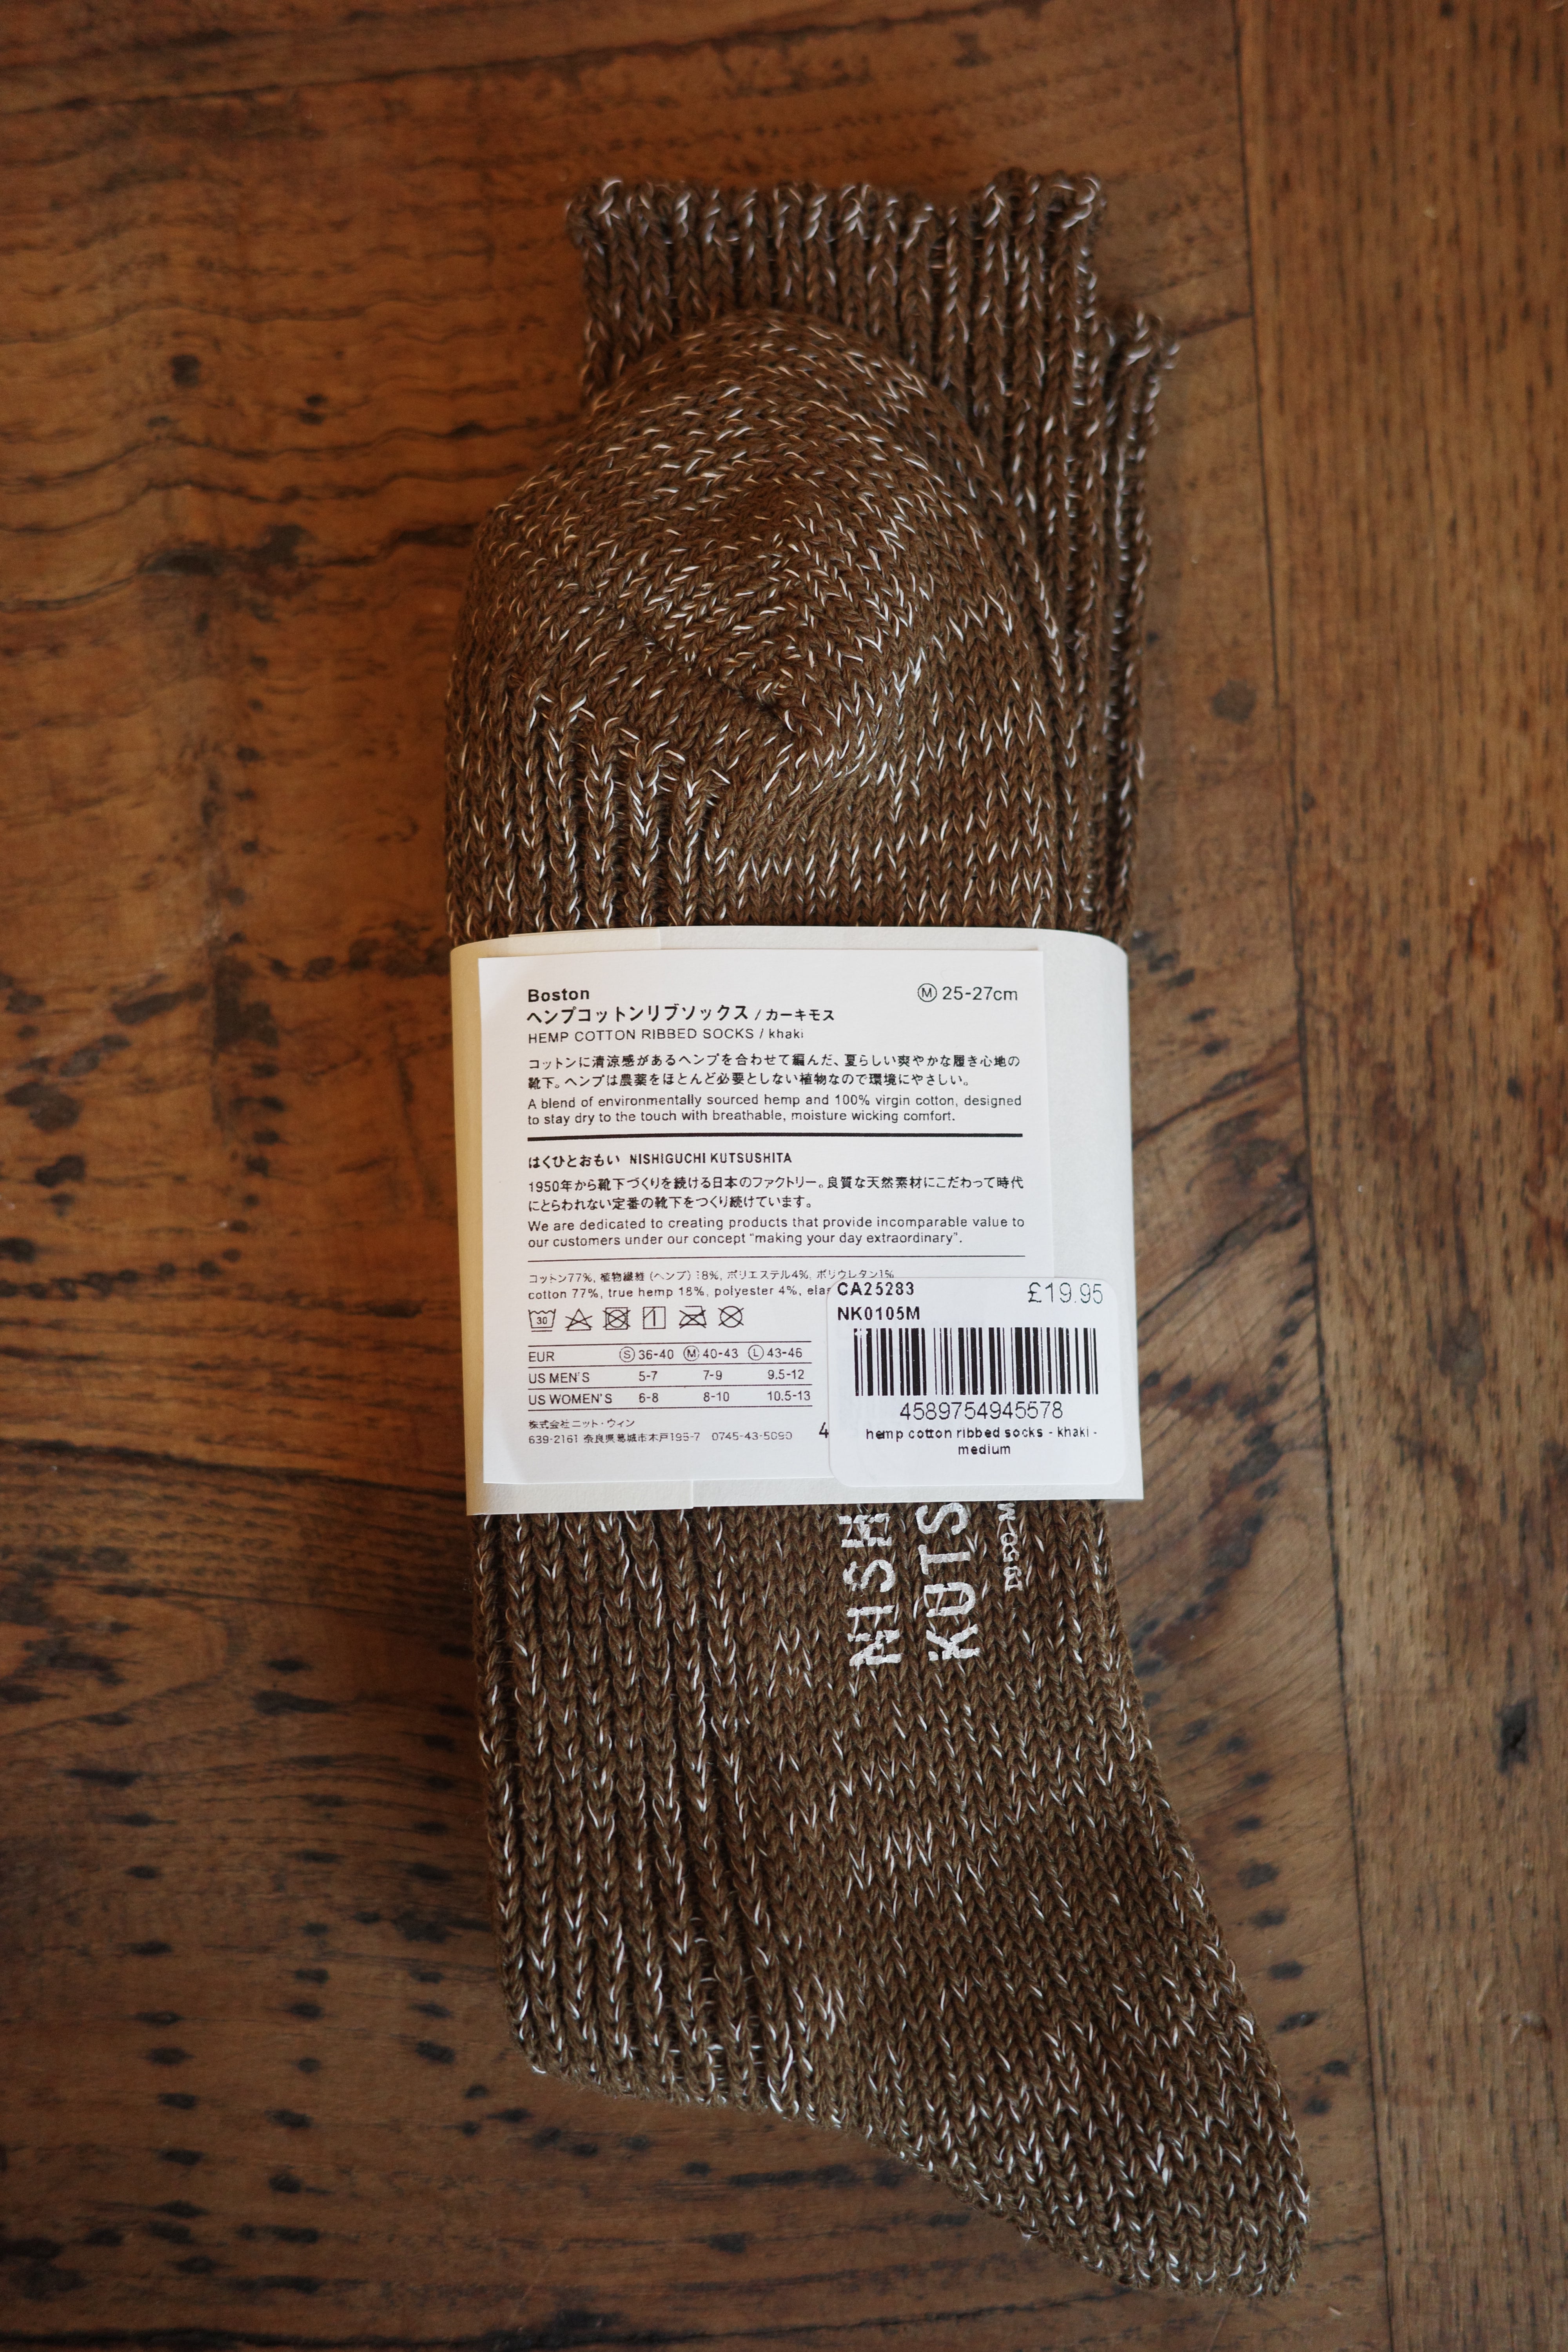 Boston
Ⓜ 25-27cm
ヘンプコットンリブソックス / カーキモス
HEMP COTTON RIBBED SOCKS / khaki
コットンに清涼感があるヘンプを合わせて編んだ、夏らしい爽やかな履き心地の
靴下。ヘンプは農薬をほとんど必要としない植物なので環境にやさしい。
A blend of environmentally sourced hemp and 100% virgin cotton, designed
to stay dry to the touch with breathable, moisture wicking comfort.
はくひとおもい NISHIGUCHI KUTSUSHITA
1950年から靴下づくりを続ける日本のファクトリー。良質な天然素材にこだわって時代
にとらわれない定番の靴下をつくり続けています。
We are dedicated to creating products that provide incomparable value to
our customers under our concept “making your day extraordinary”.
コットン77%, 植物繊維 (ヘンプ) 18%, ポリエステル4%, ポリウレタン1%
cotton 77%, true hemp 18%, polyester 4%, elas
30
EUR Ⓢ 36-40 Ⓜ 40-43 Ⓛ 43-46
US MEN'S 5-7 7-9 9.5-12
US WOMEN'S 6-8 8-10 10.5-13
株式会社ニット・ウィン
639-2161 奈良県葛城市木戸195-7 0745-43-5090
4
CA25283
£19.95
NK0105M
4589754945578
hemp cotton ribbed socks - khaki -
medium
NISH
KUTS